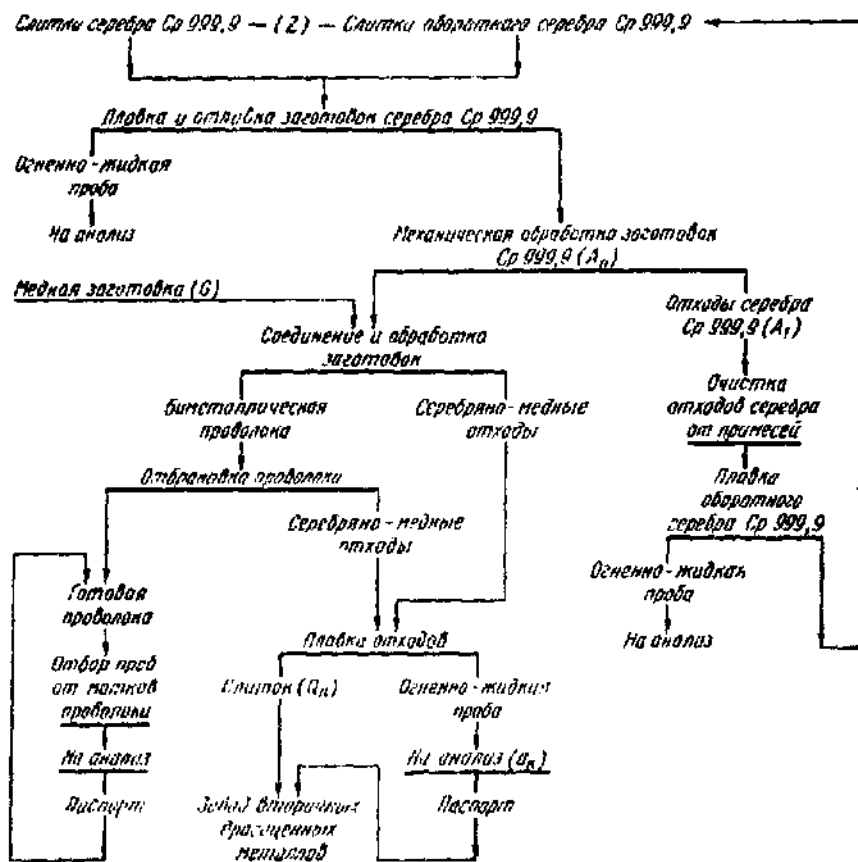 Слитки серебра Ср 999,9 — (2) — Слитки оборотного серебра Ср 999,9
Плавка и отливка заготовок серебра Ср 999,9
Огненно-жидкая
проба
На анализ
Механическая обработка заготовок
Ср 999,9 (А₀)
Медная заготовка (G)
Отходы серебра
Ср 999,9 (А₁)
Соединение и обработка
заготовок
Очистка
отходов серебра
от примесей
Биметаллическая
проволока
Серебряно-медные
отходы
Отбраковка проволоки
Плавка
оборотного
серебра Ср 999,9
Серебряно-медные
отходы
Огненно-жидкая
проба
На анализ
Готовая
проволока
Плавка отходов
Отбор проб
от мотков
проволоки
Слиток (Qₙ)
Огненно-жидкая
проба
На анализ
На анализ (aₙ)
Паспорт
Завод вторичных
драгоценных
металлов
Паспорт